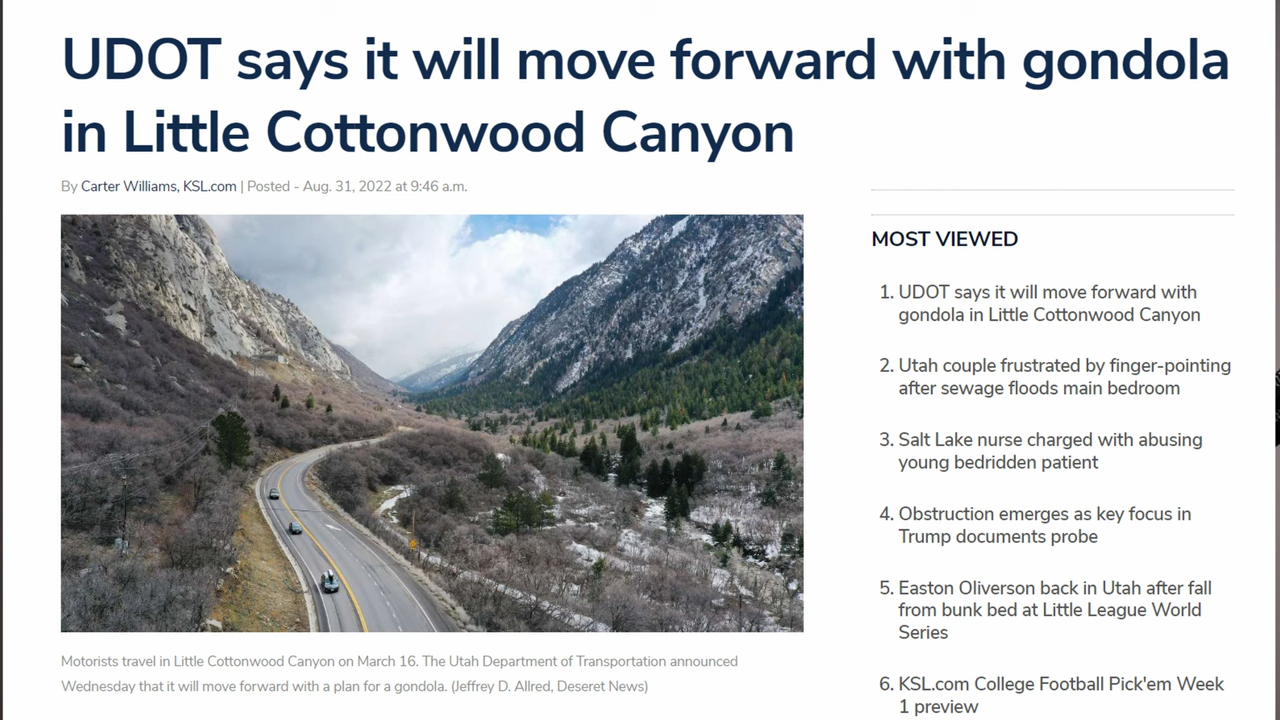 UDOT says it will move forward with gondola
in Little Cottonwood Canyon
By Carter Williams, KSL.com | Posted - Aug. 31, 2022 at 9:46 a.m.
Motorists travel in Little Cottonwood Canyon on March 16. The Utah Department of Transportation announced
Wednesday that it will move forward with a plan for a gondola. (Jeffrey D. Allred, Deseret News)
MOST VIEWED
1. UDOT says it will move forward with
gondola in Little Cottonwood Canyon
2. Utah couple frustrated by finger-pointing
after sewage floods main bedroom
3. Salt Lake nurse charged with abusing
young bedridden patient
4. Obstruction emerges as key focus in
Trump documents probe
5. Easton Oliverson back in Utah after fall
from bunk bed at Little League World
Series
6. KSL.com College Football Pick'em Week
1 preview